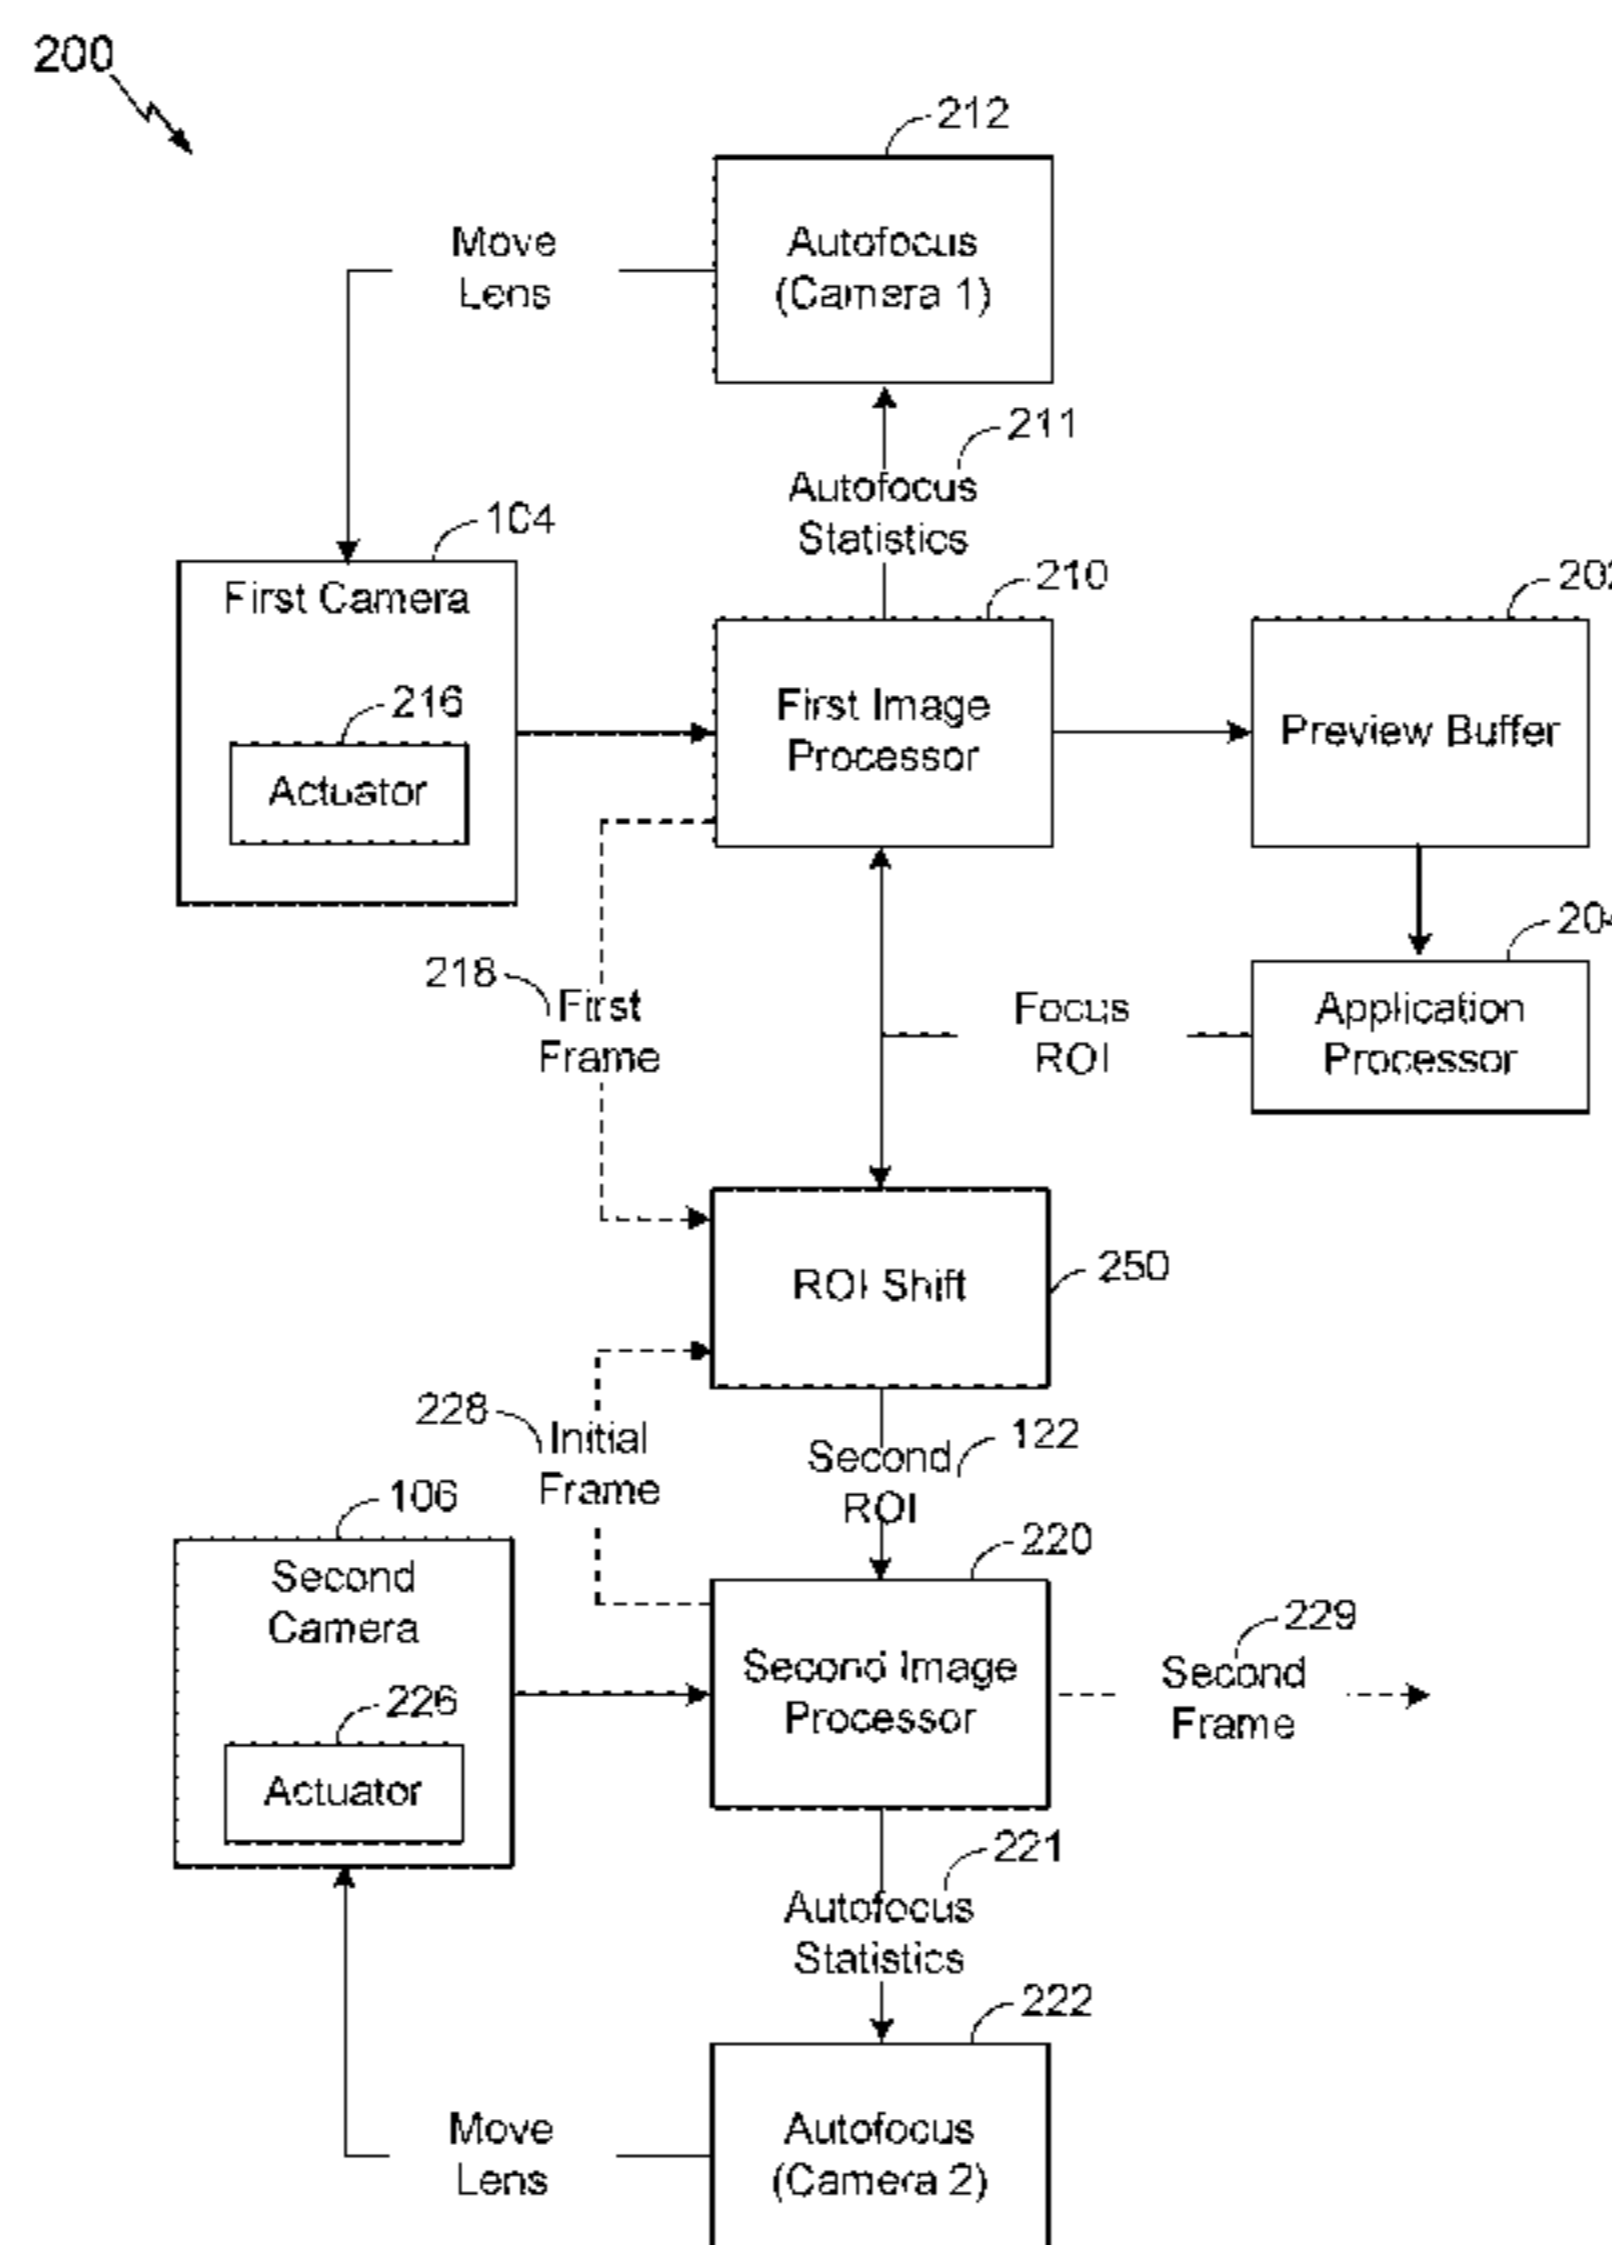 200
212
Autofocus
(Camera 1)
Move
Lens
211
Autofocus
Statistics
104
First Camera
216
Actuator
210
First Image
Processor
202
Preview Buffer
204
Application
Processor
218
First
Frame
Focus
ROI
250
ROI Shift
228
Initial
Frame
122
Second
ROI
106
Second
Camera
226
Actuator
220
Second Image
Processor
229
Second
Frame
221
Autofocus
Statistics
222
Autofocus
(Camera 2)
Move
Lens